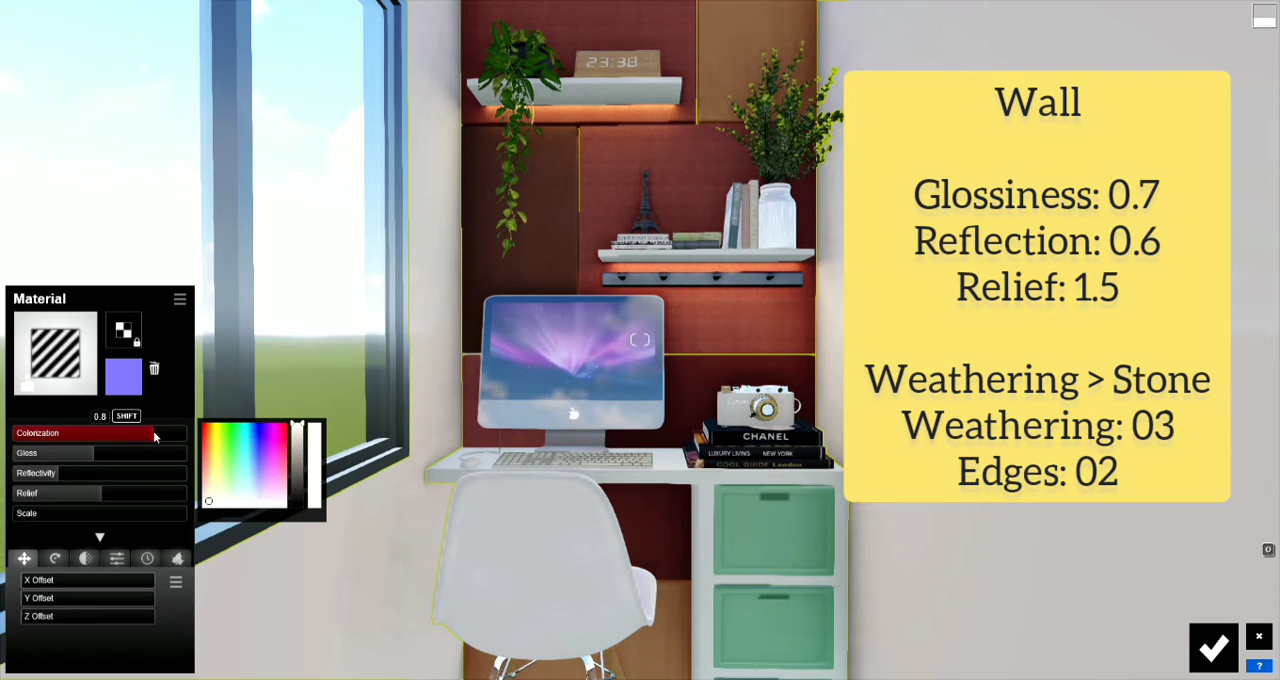 23:38
Wall
Glossiness: 0.7
Reflection: 0.6
Relief: 1.5
Weathering > Stone
Weathering: 03
Edges: 02
Material
0.8 SHIFT
Colorization
Gloss
Reflectivity
Relief
Scale
X Offset
Y Offset
Z Offset
CHANEL
LUXURY LIVING NEW YORK
COOL GUIDE London
O
?